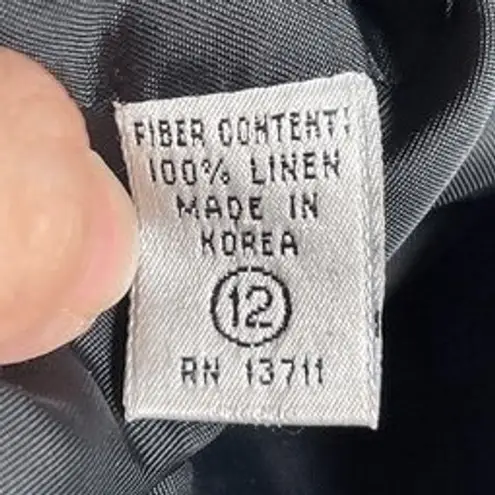 FIBER CONTENT:
100% LINEN
MADE IN
KOREA
12
RN 13711